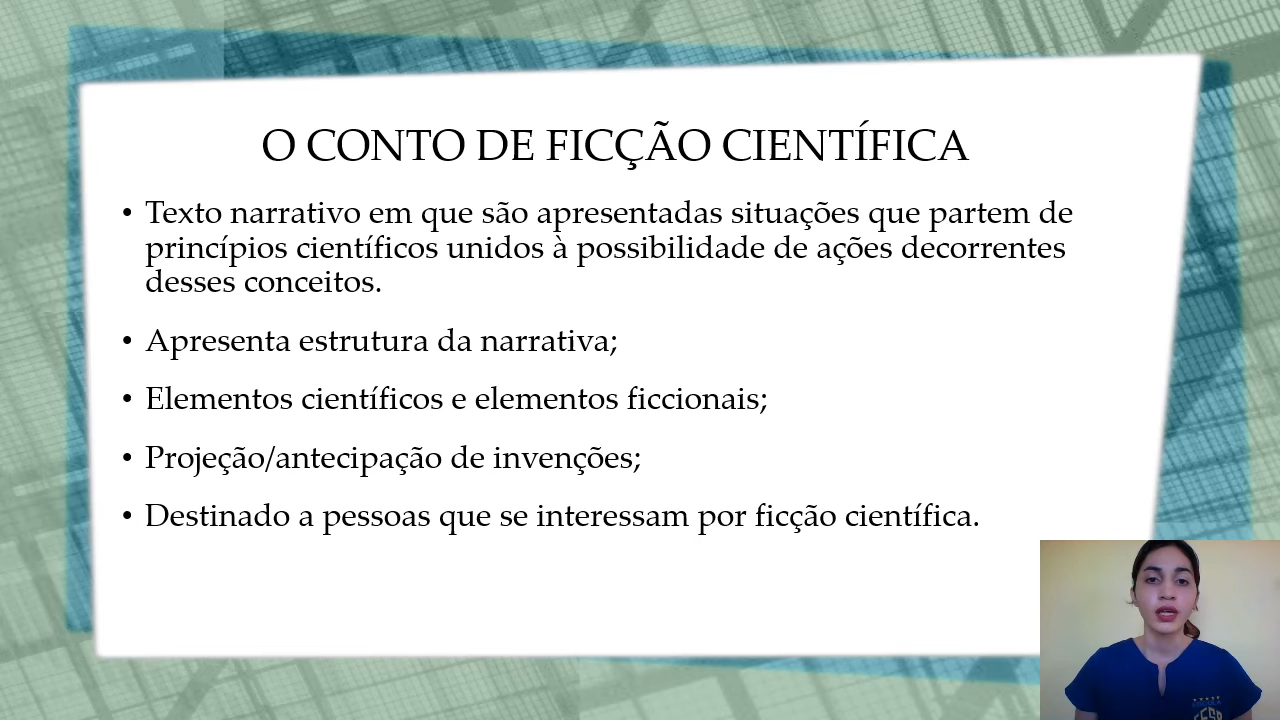 O CONTO DE FICÇÃO CIENTÍFICA
• Texto narrativo em que são apresentadas situações que partem de
princípios científicos unidos à possibilidade de ações decorrentes
desses conceitos.
• Apresenta estrutura da narrativa;
• Elementos científicos e elementos ficcionais;
• Projeção/antecipação de invenções;
• Destinado a pessoas que se interessam por ficção científica.